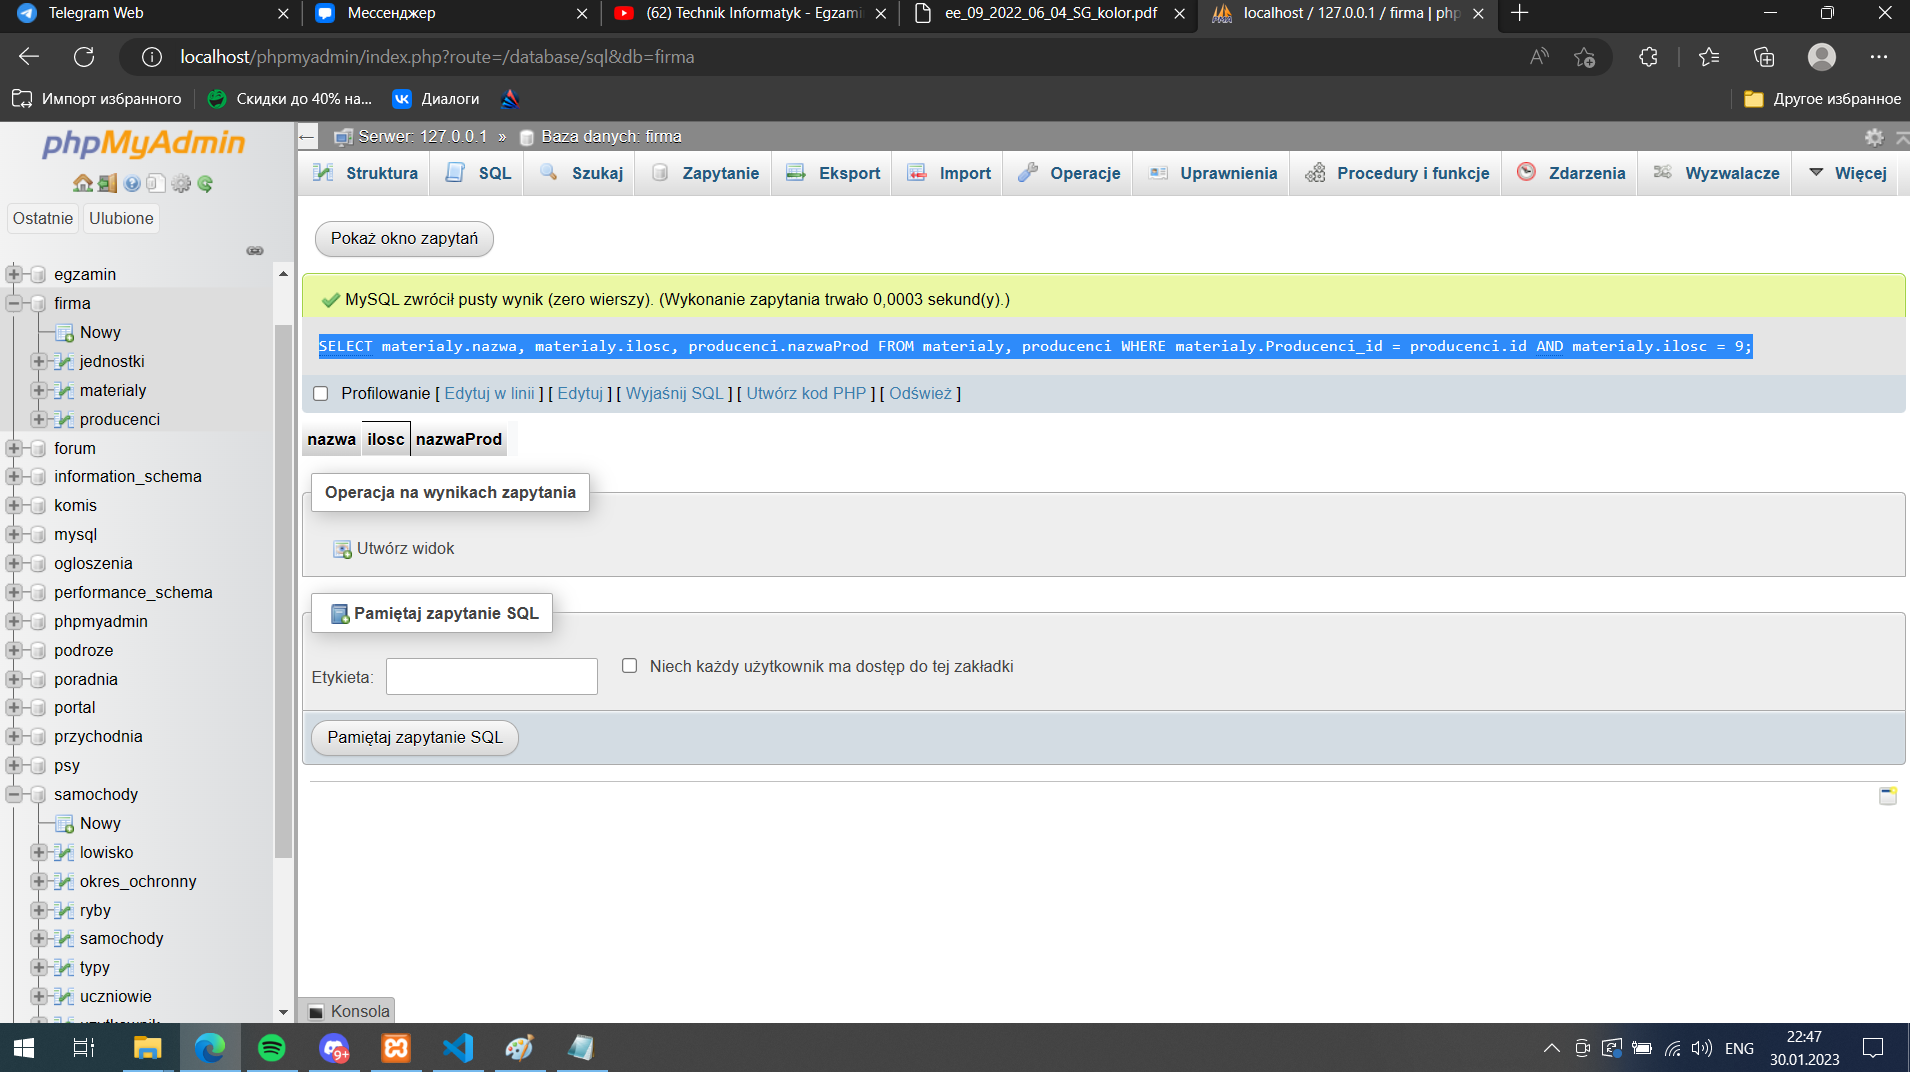 Telegram Web
Мессенджер
(62) Technik Informatyk - Egzami
ee_09_2022_06_04_SG_kolor.pdf
localhost / 127.0.0.1 / firma | php
localhost/phpmyadmin/index.php?route=/database/sql&db=firma
Импорт избранного
Скидки до 40% на...
Диалоги
Другое избранное
phpMyAdmin
Ostatnie
Ulubione
egzamin
firma
Nowy
jednostki
materialy
producenci
forum
information_schema
komis
mysql
ogloszenia
performance_schema
phpmyadmin
podroze
poradnia
portal
przychodnia
psy
samochody
Nowy
lowisko
okres_ochronny
ryby
samochody
typy
uczniowie
Serwer: 127.0.0.1 » Baza danych: firma
Struktura
SQL
Szukaj
Zapytanie
Eksport
Import
Operacje
Uprawnienia
Procedury i funkcje
Zdarzenia
Wyzwalacze
Więcej
Pokaż okno zapytań
MySQL zwrócił pusty wynik (zero wierszy). (Wykonanie zapytania trwało 0,0003 sekund(y).)
SELECT materialy.nazwa, materialy.ilosc, producenci.nazwaProd FROM materialy, producenci WHERE materialy.Producenci_id = producenci.id AND materialy.ilosc = 9;
Profilowaniе [ Edytuj w linii ] [ Edytuj ] [ Wyjaśnij SQL ] [ Utwórz kod PHP ] [ Odśwież ]
nazwa ilosc nazwaProd
Operacja na wynikach zapytania
Utwórz widok
Pamiętaj zapytanie SQL
Etykieta:
Niech każdy użytkownik ma dostęp do tej zakładki
Pamiętaj zapytanie SQL
Konsola
9+
ENG
22:47
30.01.2023